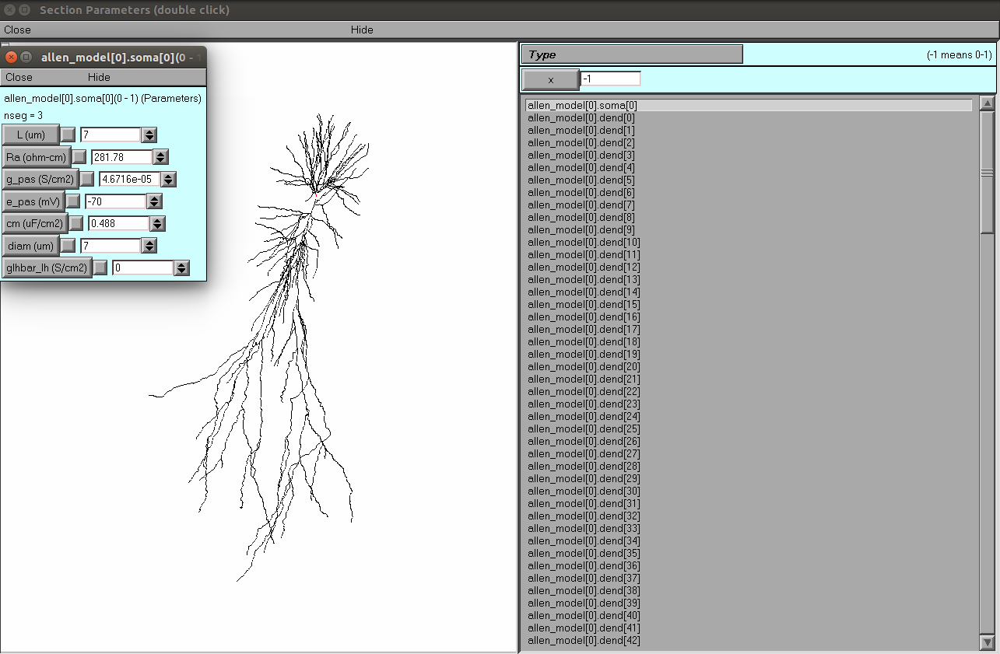 Section Parameters (double click)
Close Hide
allen_model[0].soma[0](0 - 1
Close Hide
allen_model[0].soma[0](0 - 1) (Parameters)
nseg = 3
L (um) 7
Ra (ohm-cm) 281.78
g_pas (S/cm2) 4.6716e-05
e_pas (mV) -70
cm (uF/cm2) 0.488
diam (um) 7
glhbar_lh (S/cm2) 0
Type (-1 means 0-1)
x -1
allen_model[0].soma[0]
allen_model[0].dend[0]
allen_model[0].dend[1]
allen_model[0].dend[2]
allen_model[0].dend[3]
allen_model[0].dend[4]
allen_model[0].dend[5]
allen_model[0].dend[6]
allen_model[0].dend[7]
allen_model[0].dend[8]
allen_model[0].dend[9]
allen_model[0].dend[10]
allen_model[0].dend[11]
allen_model[0].dend[12]
allen_model[0].dend[13]
allen_model[0].dend[14]
allen_model[0].dend[15]
allen_model[0].dend[16]
allen_model[0].dend[17]
allen_model[0].dend[18]
allen_model[0].dend[19]
allen_model[0].dend[20]
allen_model[0].dend[21]
allen_model[0].dend[22]
allen_model[0].dend[23]
allen_model[0].dend[24]
allen_model[0].dend[25]
allen_model[0].dend[26]
allen_model[0].dend[27]
allen_model[0].dend[28]
allen_model[0].dend[29]
allen_model[0].dend[30]
allen_model[0].dend[31]
allen_model[0].dend[32]
allen_model[0].dend[33]
allen_model[0].dend[34]
allen_model[0].dend[35]
allen_model[0].dend[36]
allen_model[0].dend[37]
allen_model[0].dend[38]
allen_model[0].dend[39]
allen_model[0].dend[40]
allen_model[0].dend[41]
allen_model[0].dend[42]